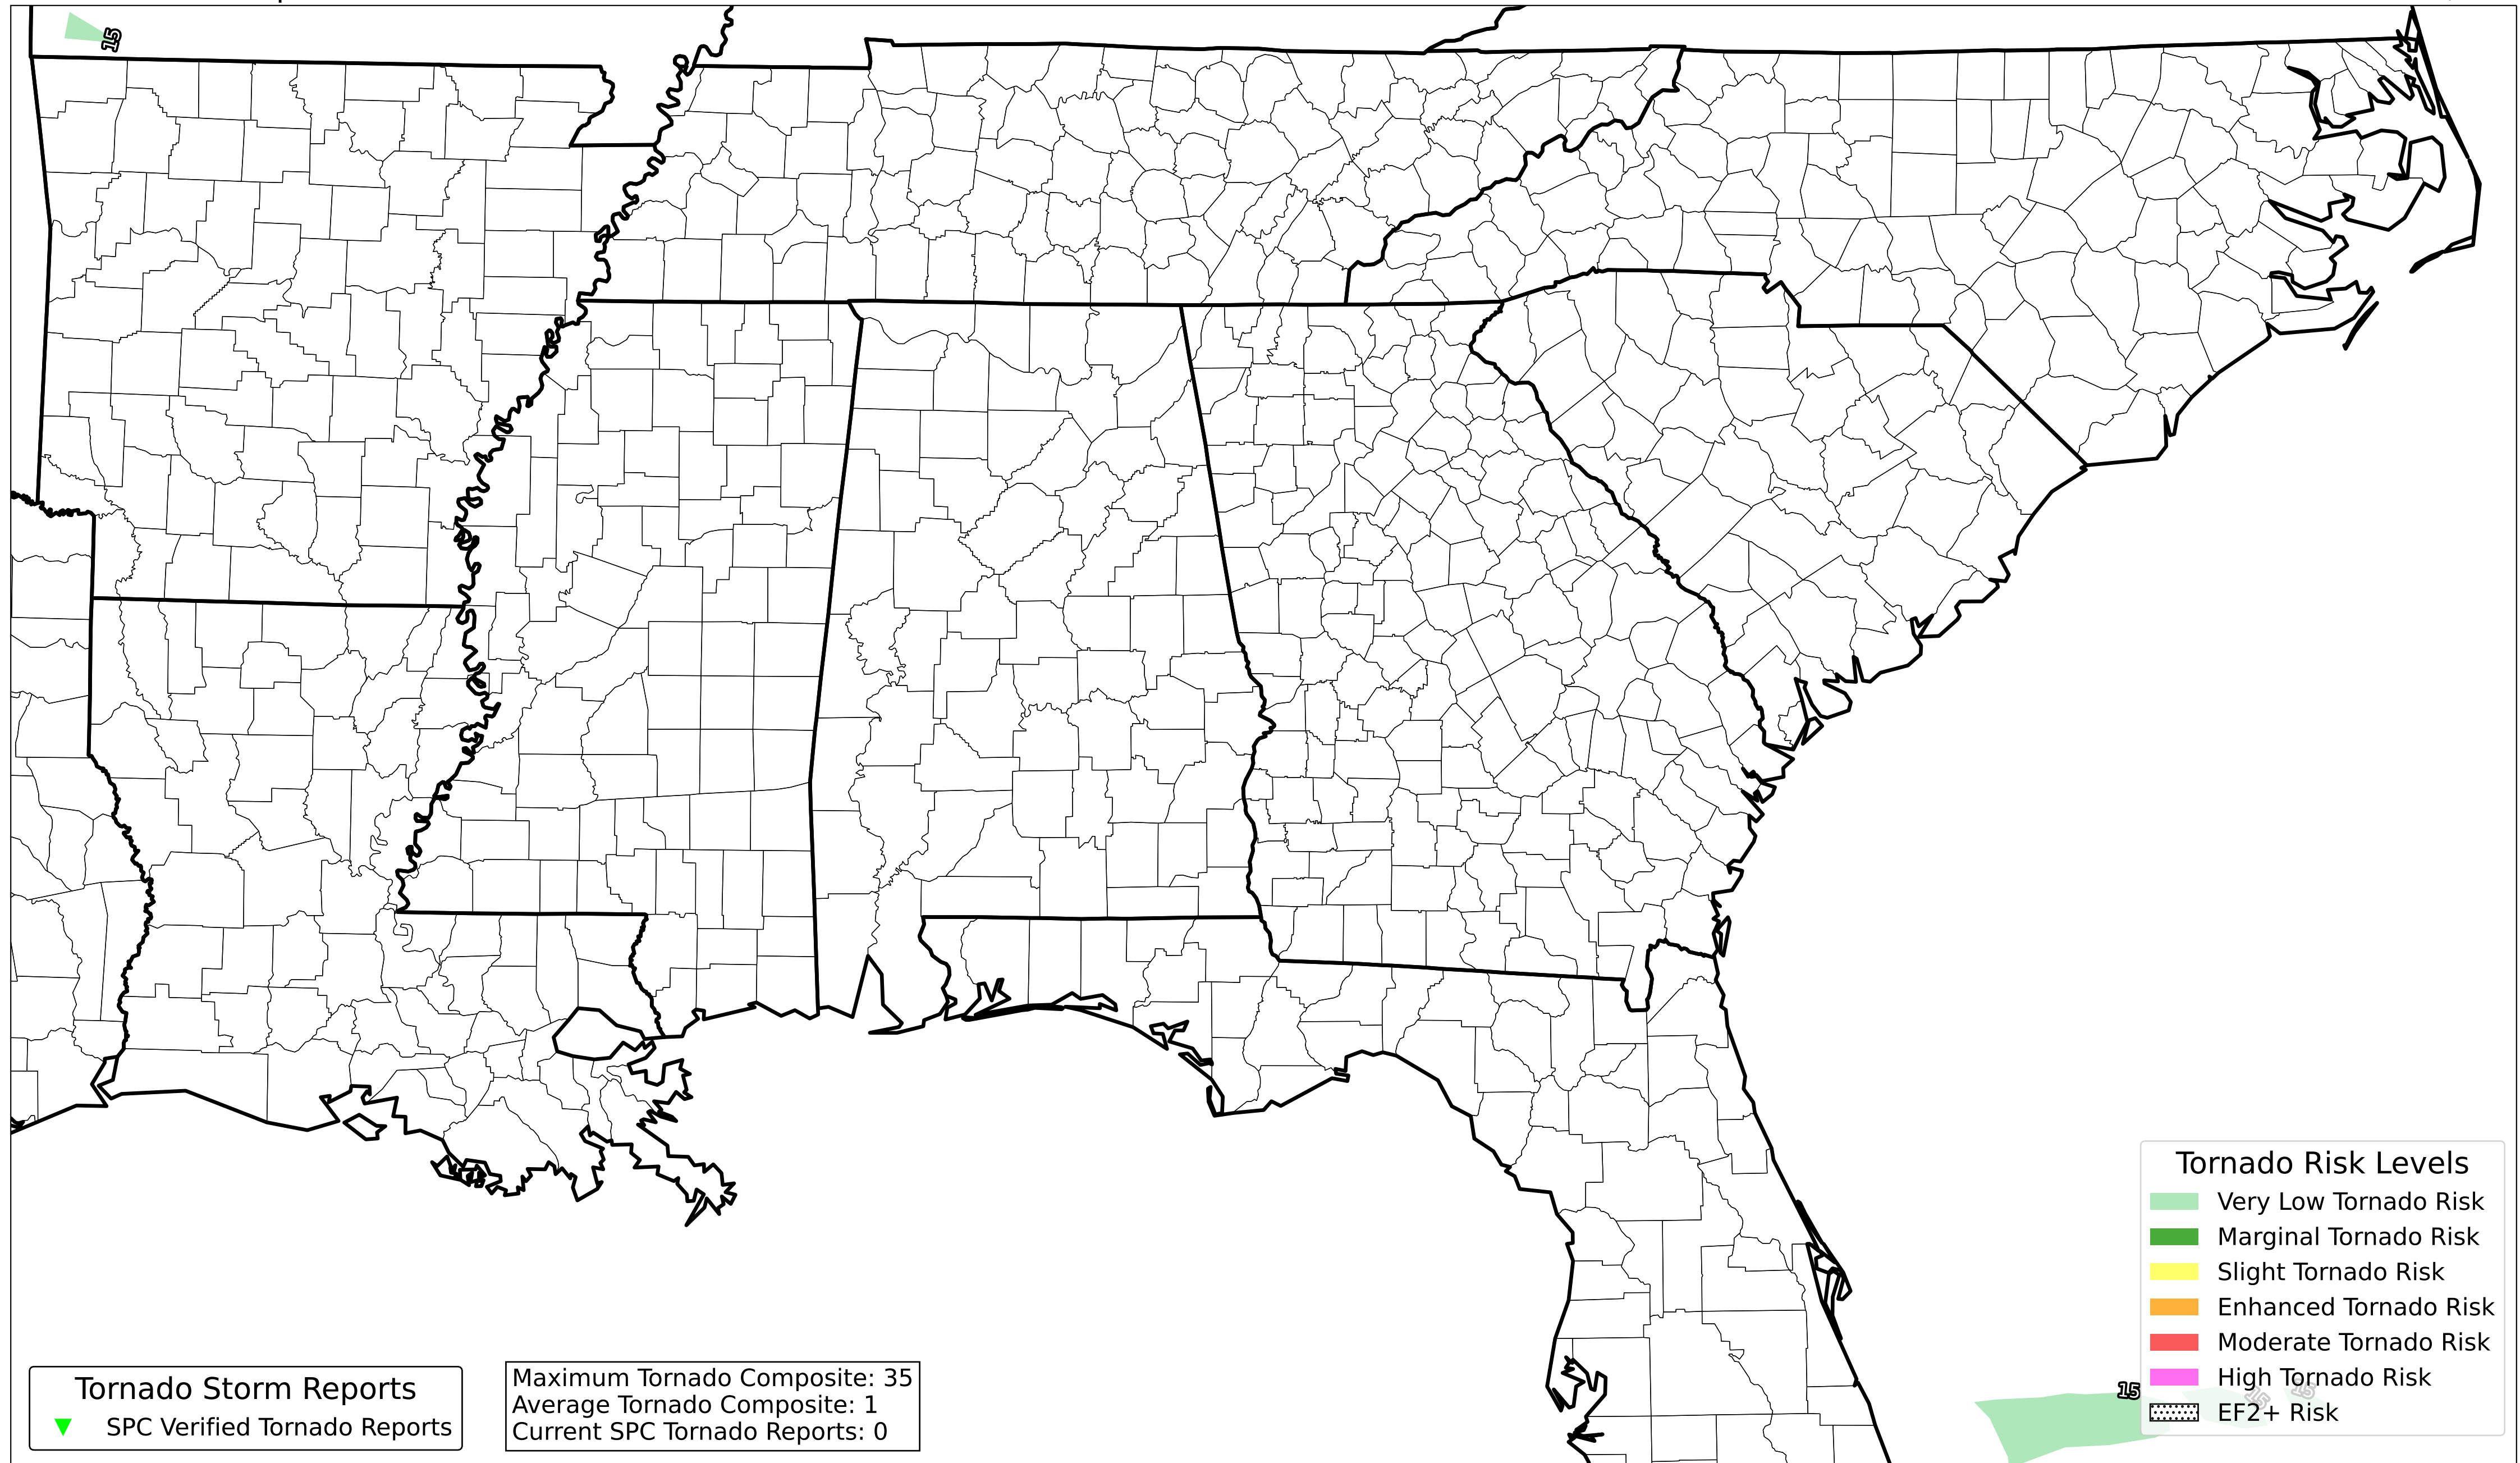 15
Tornado Risk Levels
Very Low Tornado Risk
Marginal Tornado Risk
Slight Tornado Risk
Enhanced Tornado Risk
Moderate Tornado Risk
High Tornado Risk
EF2+ Risk
15
15
15
Tornado Storm Reports
SPC Verified Tornado Reports
Maximum Tornado Composite: 35
Average Tornado Composite: 1
Current SPC Tornado Reports: 0